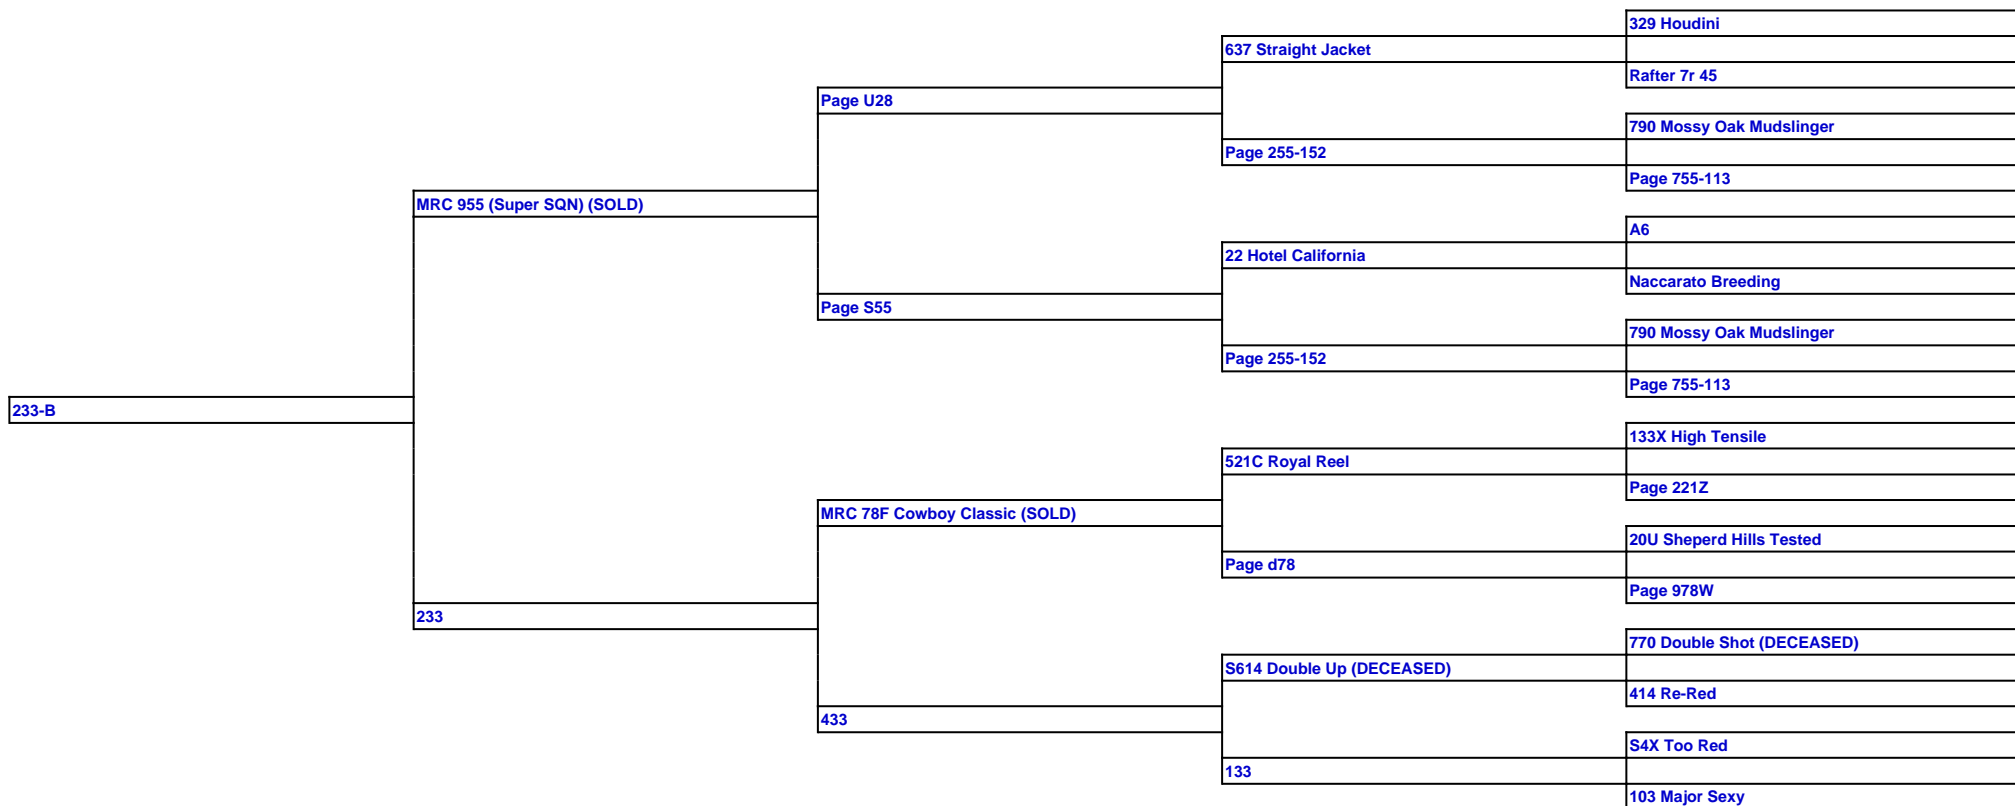 329 Houdini
637 Straight Jacket
Rafter 7r 45
Page U28
790 Mossy Oak Mudslinger
Page 255-152
Page 755-113
MRC 955 (Super SQN) (SOLD)
A6
22 Hotel California
Naccarato Breeding
Page S55
790 Mossy Oak Mudslinger
Page 255-152
Page 755-113
233-B
133X High Tensile
521C Royal Reel
Page 221Z
MRC 78F Cowboy Classic (SOLD)
20U Sheperd Hills Tested
Page d78
Page 978W
233
770 Double Shot (DECEASED)
S614 Double Up (DECEASED)
414 Re-Red
433
S4X Too Red
133
103 Major Sexy